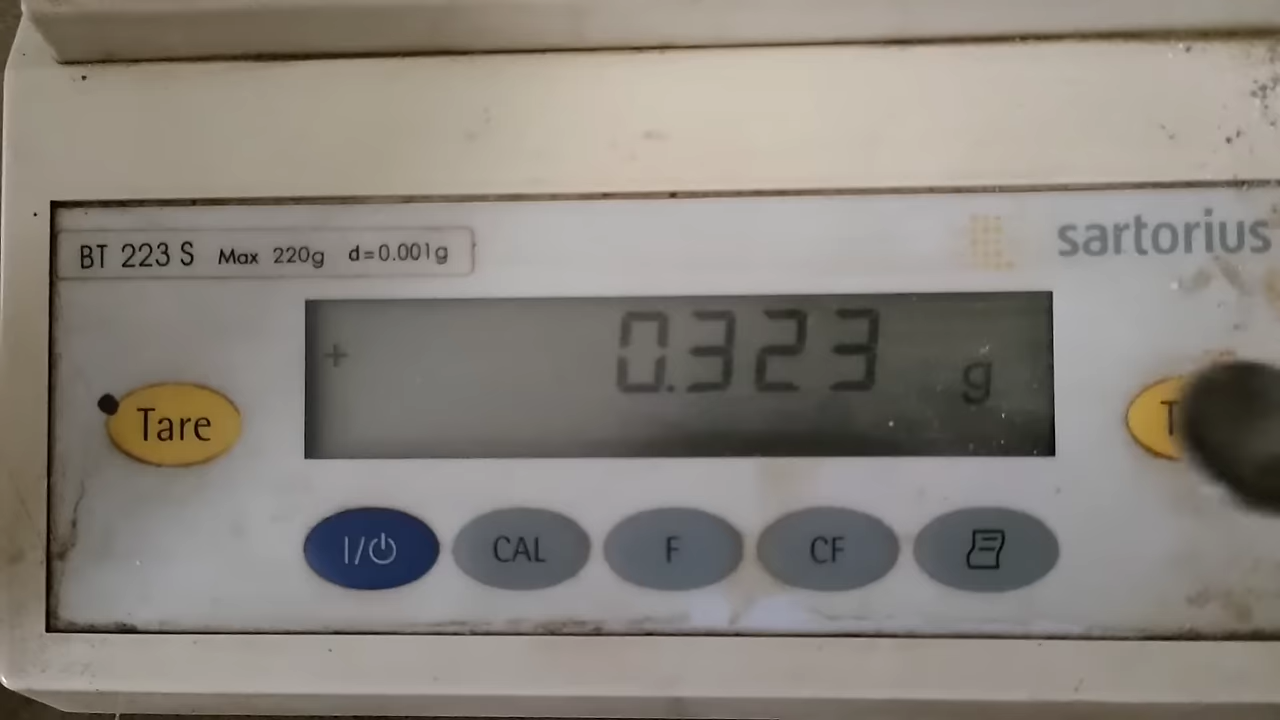 sartorius
BT 223 S Max 220g d=0.001g
+ 0.323 g
Tare
I/⏻ CAL F CF